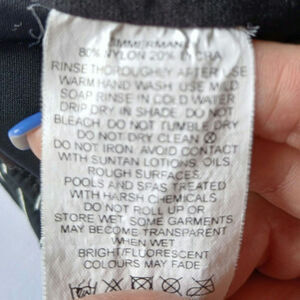 ZIMMERMANN
80% NYLON 20% LYCRA
RINSE THOROUGHLY AFTER USE
WARM HAND WASH USE MILD
SOAP RINSE IN COLD WATER
DRIP DRY IN SHADE. DO NOT
BLEACH. DO NOT TUMBLE DRY
DO NOT DRY CLEAN
DO NOT IRON. AVOID CONTACT
WITH SUNTAN LOTIONS, OILS,
ROUGH SURFACES,
POOLS AND SPAS TREATED
WITH HARSH CHEMICALS
DO NOT ROLL UP OR
STORE WET. SOME GARMENTS
MAY BECOME TRANSPARENT
WHEN WET
BRIGHT/FLUORESCENT
COLOURS MAY FADE